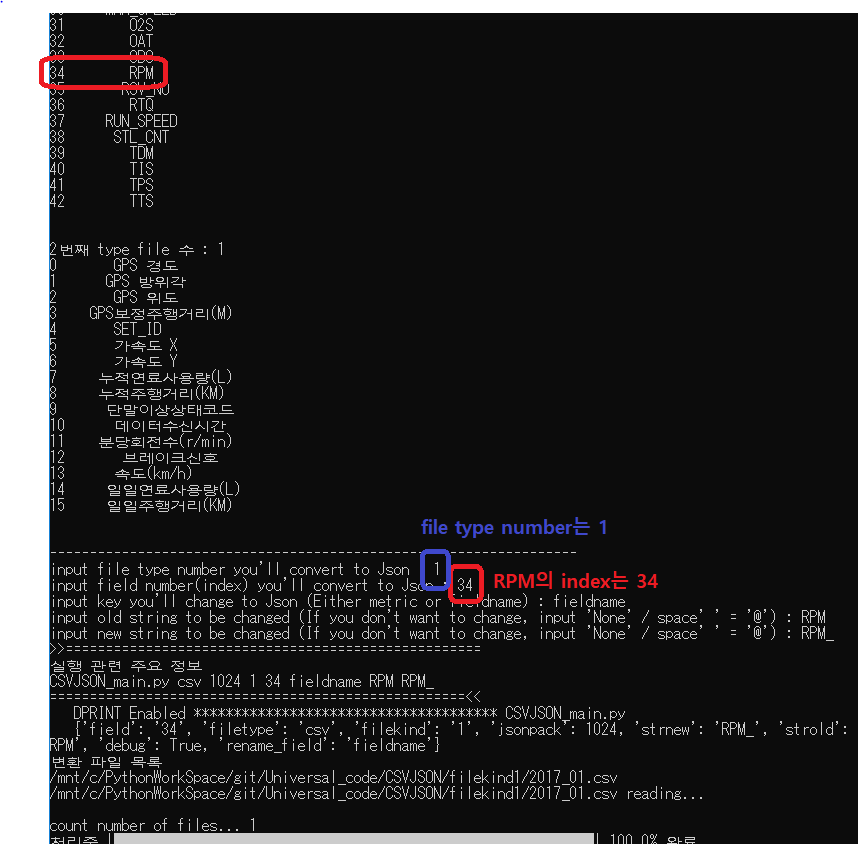 31 O2S
32 OAT
34 RPM
35 RSV_NU
36 RTQ
37 RUN_SPEED
38 STL_CNT
39 TDM
40 TIS
41 TPS
42 TTS
2번째 type file 수 : 1
0 GPS 경도
1 GPS 방위각
2 GPS 위도
3 GPS보정주행거리(M)
4 SET_ID
5 가속도 X
6 가속도 Y
7 누적연료사용량(L)
8 누적주행거리(KM)
9 단말이상상태코드
10 데이터수신시간
11 분당회전수(r/min)
12 브레이크신호
13 속도(km/h)
14 일일연료사용량(L)
15 일일주행거리(KM)
file type number는 1
------------------------------------------------------------------
input file type number you'll convert to Json 1
input field number(index) you'll convert to Json : 34
RPM의 index는 34
input key you'll change to Json (Either metric or fieldname) : fieldname
input old string to be changed (If you don't want to change, input 'None' / space' ' = '@') : RPM
input new string to be changed (If you don't want to change, input 'None' / space' ' = '@') : RPM_
>>====================================================
실행 관련 주요 정보
CSVJSON_main.py csv 1024 1 34 fieldname RPM RPM_
====================================================<<
DPRINT Enabled ************************************** CSVJSON_main.py
{'field': '34', 'filetype': 'csv', 'filekind': '1', 'jsonpack': 1024, 'strnew': 'RPM_', 'strold': 'RPM', 'debug': True, 'rename_field': 'fieldname'}
변환 파일 목록
/mnt/c/PythonWorkSpace/git/Universal_code/CSVJSON/filekind1/2017_01.csv
/mnt/c/PythonWorkSpace/git/Universal_code/CSVJSON/filekind1/2017_01.csv reading...
count number of files... 1
처리중 | | 100.0% 완료